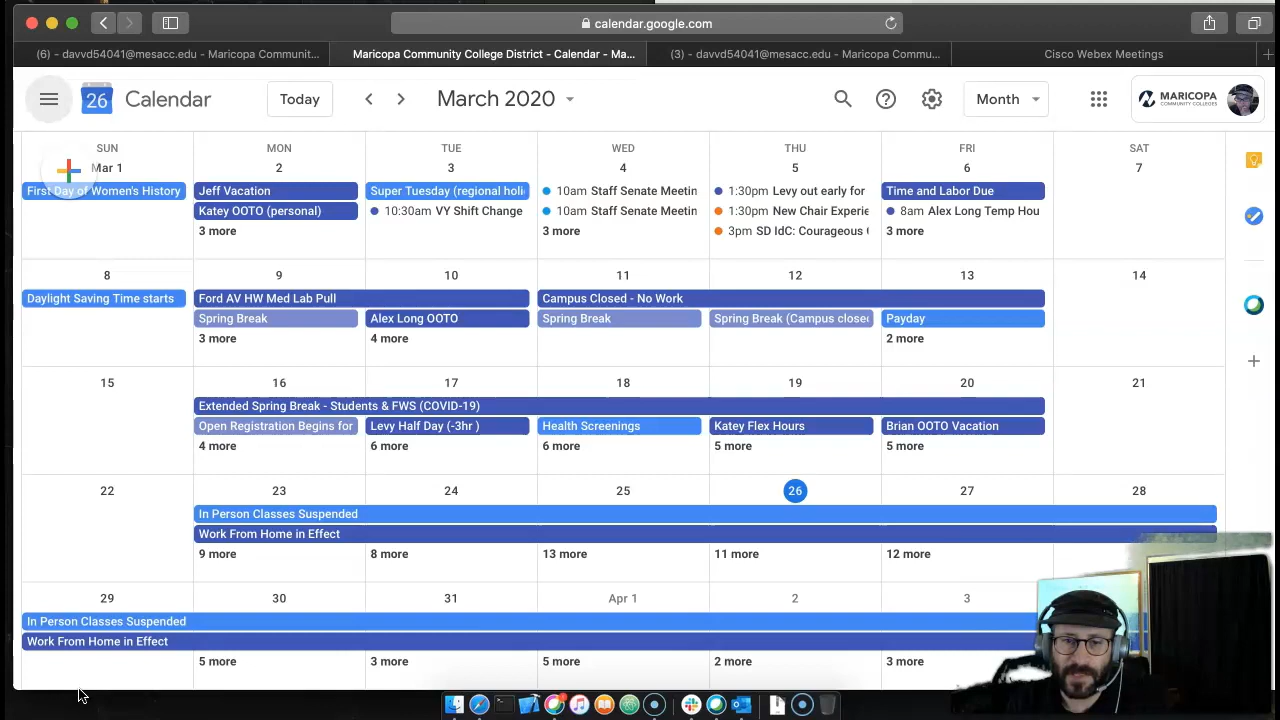 calendar.google.com
(6) - davvd54041@mesacc.edu - Maricopa Communit...
Maricopa Community College District - Calendar - Ma...
(3) - davvd54041@mesacc.edu - Maricopa Commu...
Cisco Webex Meetings
26
Calendar
Today
March 2020
Month
MARICOPA
COMMUNITY COLLEGES
SUN MON TUE WED THU FRI SAT
Mar 1 2 3 4 5 6 7
First Day of Women's History
Jeff Vacation
Super Tuesday (regional holi
10am Staff Senate Meetin
1:30pm Levy out early for
Time and Labor Due
Katey OOTO (personal)
10:30am VY Shift Change
10am Staff Senate Meetin
1:30pm New Chair Experie
8am Alex Long Temp Hou
3 more
3 more
3pm SD IdC: Courageous
3 more
8 9 10 11 12 13 14
Daylight Saving Time starts
Ford AV HW Med Lab Pull
Campus Closed - No Work
Spring Break
Alex Long OOTO
Spring Break
Spring Break (Campus closed
Payday
3 more
4 more
2 more
15 16 17 18 19 20 21
Extended Spring Break - Students & FWS (COVID-19)
Open Registration Begins for
Levy Half Day (-3hr )
Health Screenings
Katey Flex Hours
Brian OOTO Vacation
4 more
6 more
6 more
5 more
5 more
22 23 24 25 26 27 28
In Person Classes Suspended
Work From Home in Effect
9 more
8 more
13 more
11 more
12 more
29 30 31 Apr 1 2 3
In Person Classes Suspended
Work From Home in Effect
5 more
3 more
5 more
2 more
3 more